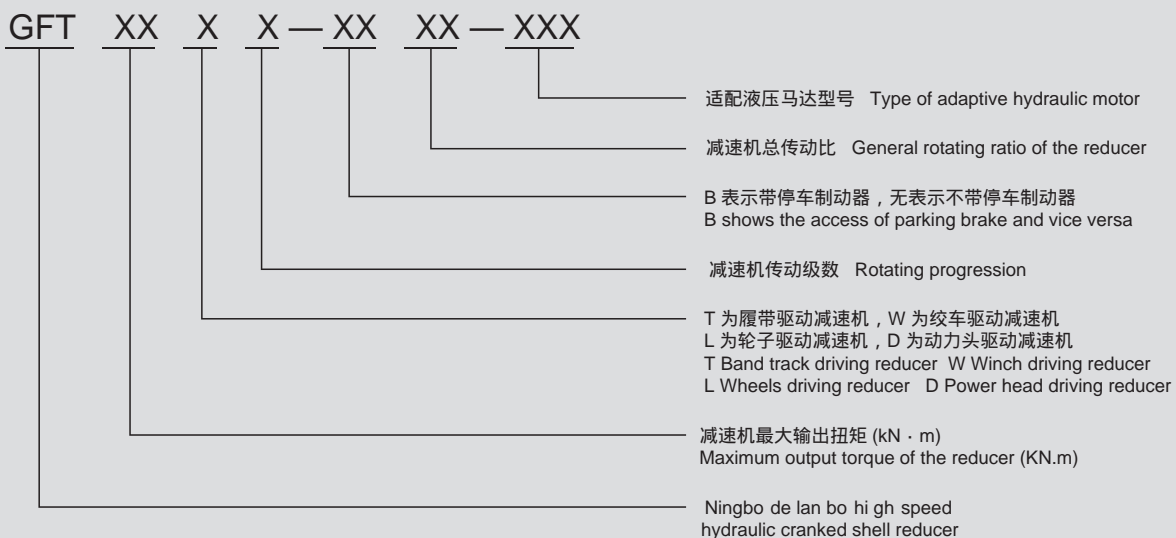 GFT XX X X — XX XX — XXX
适配液压马达型号 Type of adaptive hydraulic motor
减速机总传动比 General rotating ratio of the reducer
B 表示带停车制动器，无表示不带停车制动器
B shows the access of parking brake and vice versa
减速机传动级数 Rotating progression
T 为履带驱动减速机，W 为绞车驱动减速机
L 为轮子驱动减速机，D 为动力头驱动减速机
T Band track driving reducer W Winch driving reducer
L Wheels driving reducer D Power head driving reducer
减速机最大输出扭矩 (kN · m)
Maximum output torque of the reducer (KN.m)
Ningbo de lan bo hi gh speed
hydraulic cranked shell reducer